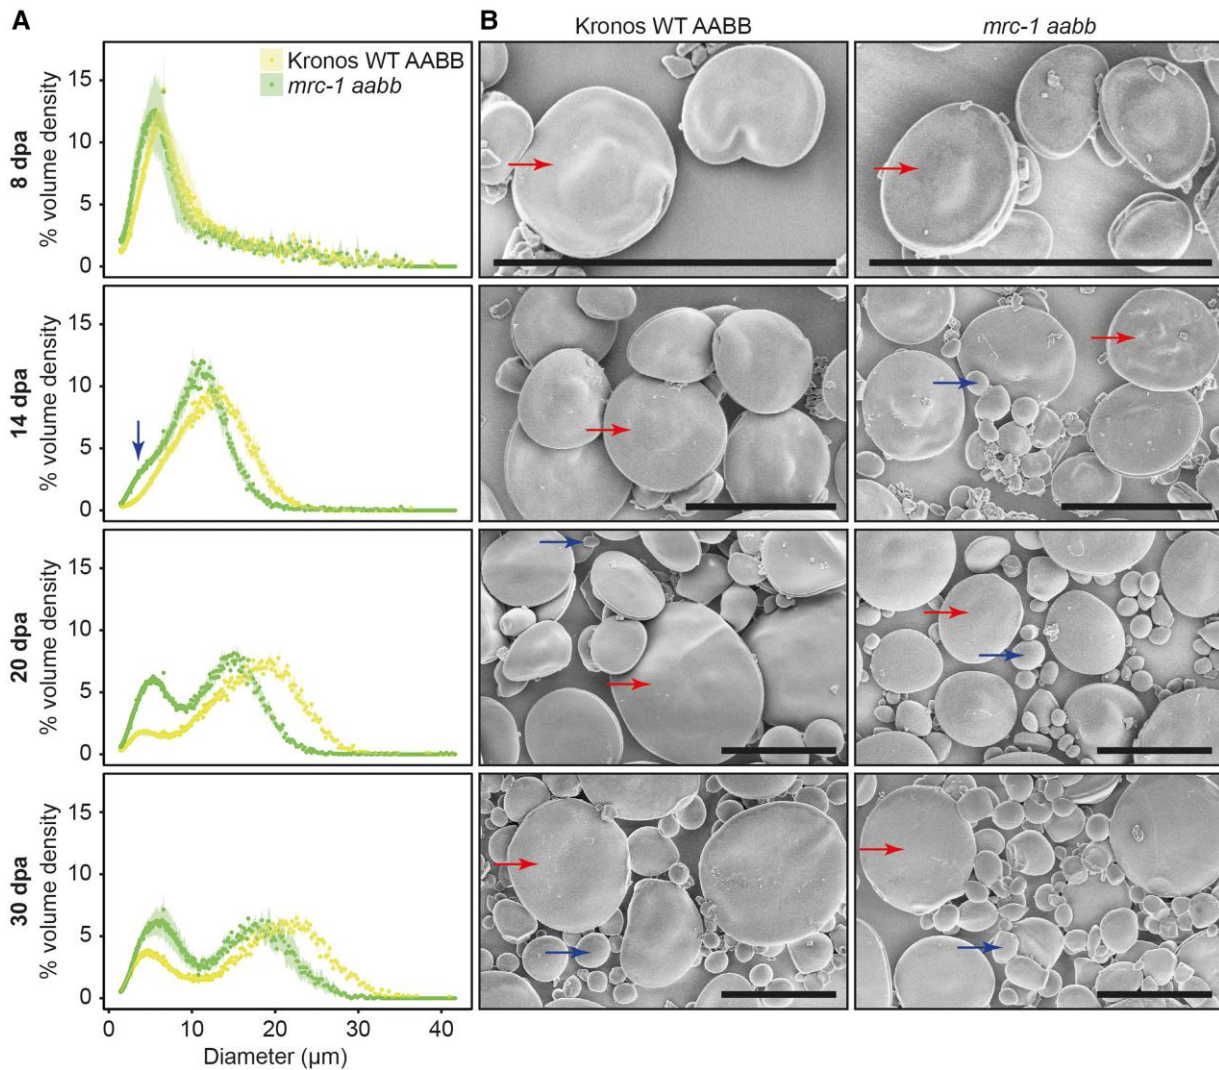 A
B
Kronos WT AABB
mrc-1 aabb
Kronos WT AABB
mrc-1 aabb
8 dpa
% volume density
15
10
5
0
14 dpa
% volume density
15
10
5
0
20 dpa
% volume density
15
10
5
0
30 dpa
% volume density
15
10
5
0
0 10 20 30 40
Diameter (µm)